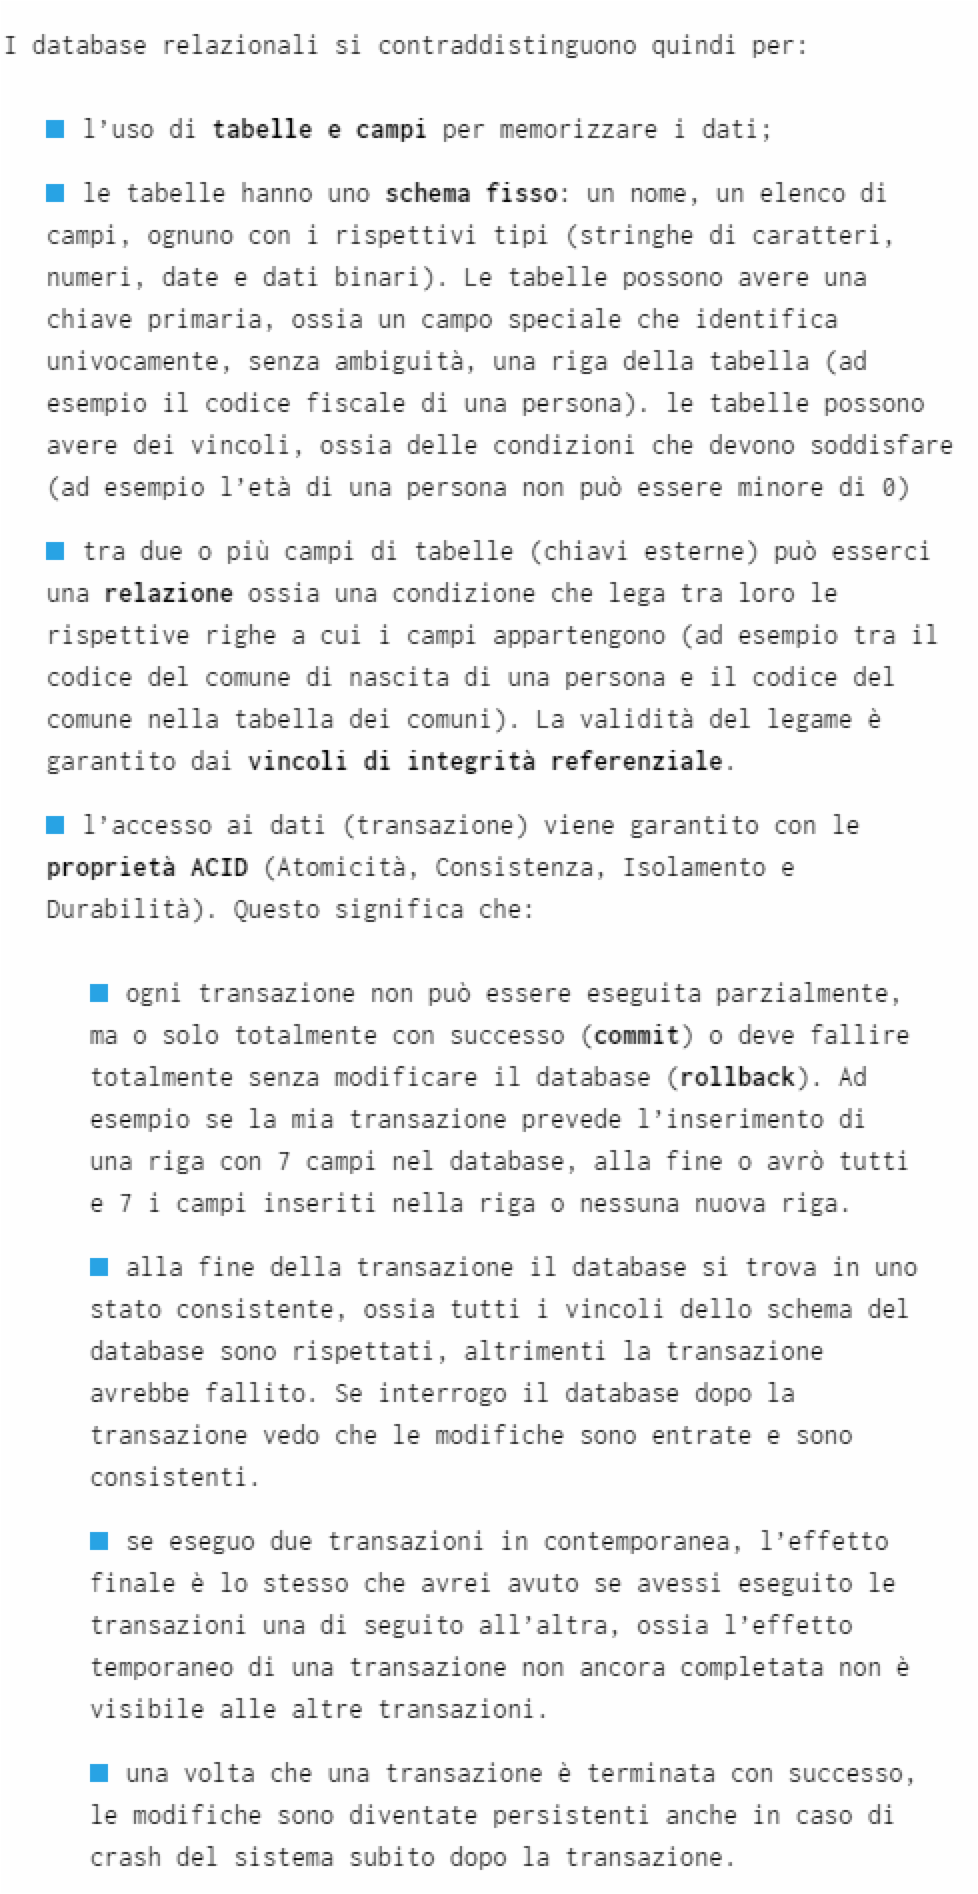 I database relazionali si contraddistinguono quindi per:
l'uso di tabelle e campi per memorizzare i dati;
le tabelle hanno uno schema fisso: un nome, un elenco di
campi, ognuno con i rispettivi tipi (stringhe di caratteri,
numeri, date e dati binari). Le tabelle possono avere una
chiave primaria, ossia un campo speciale che identifica
univocamente, senza ambiguità, una riga della tabella (ad
esempio il codice fiscale di una persona). le tabelle possono
avere dei vincoli, ossia delle condizioni che devono soddisfare
(ad esempio l'età di una persona non può essere minore di 0)
tra due o più campi di tabelle (chiavi esterne) può esserci
una relazione ossia una condizione che lega tra loro le
rispettive righe a cui i campi appartengono (ad esempio tra il
codice del comune di nascita di una persona e il codice del
comune nella tabella dei comuni). La validità del legame è
garantito dai vincoli di integrità referenziale.
l'accesso ai dati (transazione) viene garantito con le
proprietà ACID (Atomicità, Consistenza, Isolamento e
Durabilità). Questo significa che:
ogni transazione non può essere eseguita parzialmente,
ma o solo totalmente con successo (commit) o deve fallire
totalmente senza modificare il database (rollback). Ad
esempio se la mia transazione prevede l'inserimento di
una riga con 7 campi nel database, alla fine o avrò tutti
e 7 i campi inseriti nella riga o nessuna nuova riga.
alla fine della transazione il database si trova in uno
stato consistente, ossia tutti i vincoli dello schema del
database sono rispettati, altrimenti la transazione
avrebbe fallito. Se interrogo il database dopo la
transazione vedo che le modifiche sono entrate e sono
consistenti.
se eseguo due transazioni in contemporanea, l'effetto
finale è lo stesso che avrei avuto se avessi eseguito le
transazioni una di seguito all'altra, ossia l'effetto
temporaneo di una transazione non ancora completata non è
visibile alle altre transazioni.
una volta che una transazione è terminata con successo,
le modifiche sono diventate persistenti anche in caso di
crash del sistema subito dopo la transazione.